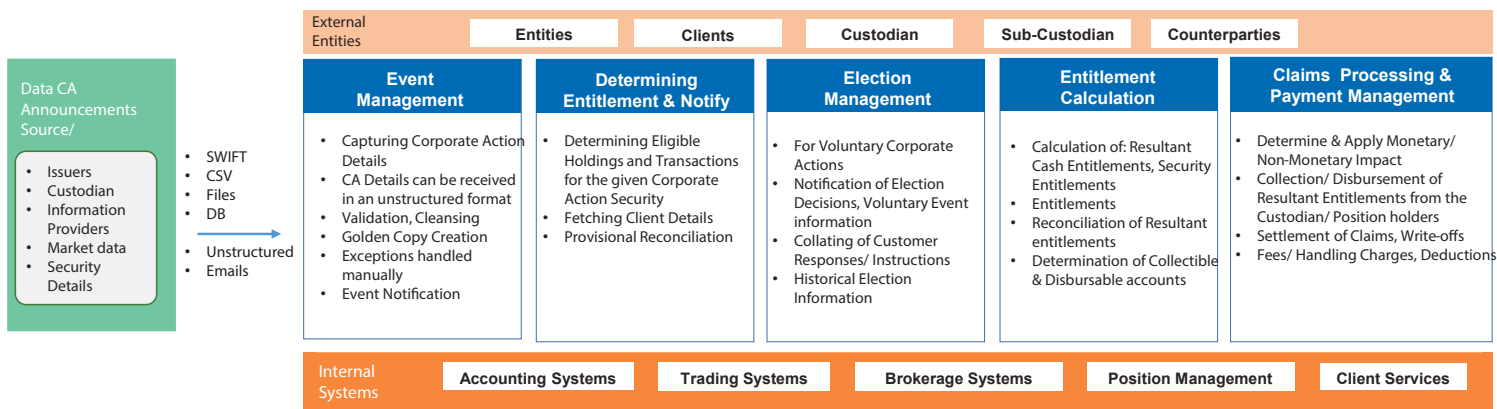 External
Entities
Entities
Clients
Custodian
Sub-Custodian
Counterparties
Data CA
Announcements
Source/
• Issuers
• Custodian
• Information
Providers
• Market data
• Security
Details
• SWIFT
• CSV
• Files
• DB
• Unstructured
• Emails
Event
Management
• Capturing Corporate Action
Details
• CA Details can be received
in an unstructured format
• Validation, Cleansing
• Golden Copy Creation
• Exceptions handled
manually
• Event Notification
Determining
Entitlement & Notify
• Determining Eligible
Holdings and Transactions
for the given Corporate
Action Security
• Fetching Client Details
• Provisional Reconciliation
Election
Management
• For Voluntary Corporate
Actions
• Notification of Election
Decisions, Voluntary Event
information
• Collating of Customer
Responses/ Instructions
• Historical Election
Information
Entitlement
Calculation
• Calculation of: Resultant
Cash Entitlements, Security
Entitlements
• Entitlements
• Reconciliation of Resultant
entitlements
• Determination of Collectible
& Disbursable accounts
Claims Processing &
Payment Management
• Determine & Apply Monetary/
Non-Monetary Impact
• Collection/ Disbursement of
Resultant Entitlements from the
Custodian/ Position holders
• Settlement of Claims, Write-offs
• Fees/ Handling Charges, Deductions
Internal
Systems
Accounting Systems
Trading Systems
Brokerage Systems
Position Management
Client Services